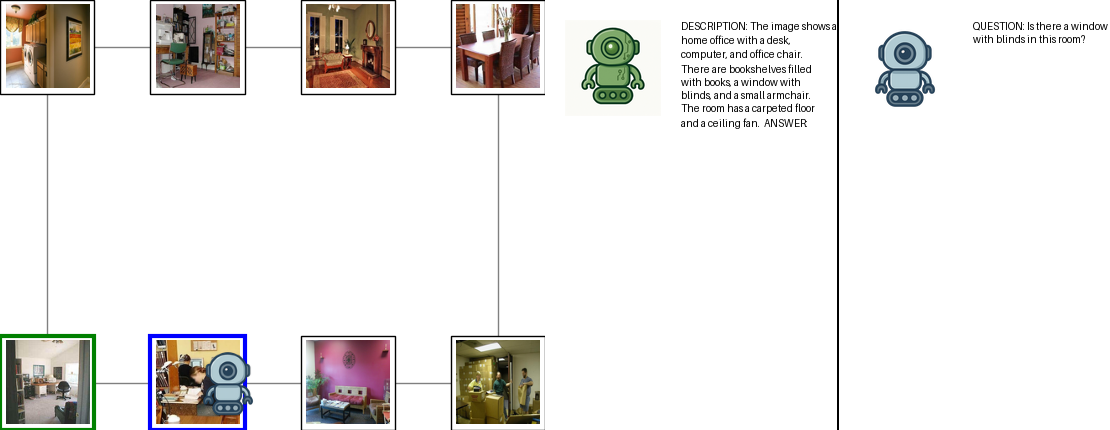 DESCRIPTION: The image shows a
home office with a desk,
computer, and office chair.
There are bookshelves filled
with books, a window with
blinds, and a small armchair.
The room has a carpeted floor
and a ceiling fan. ANSWER:
QUESTION: Is there a window
with blinds in this room?